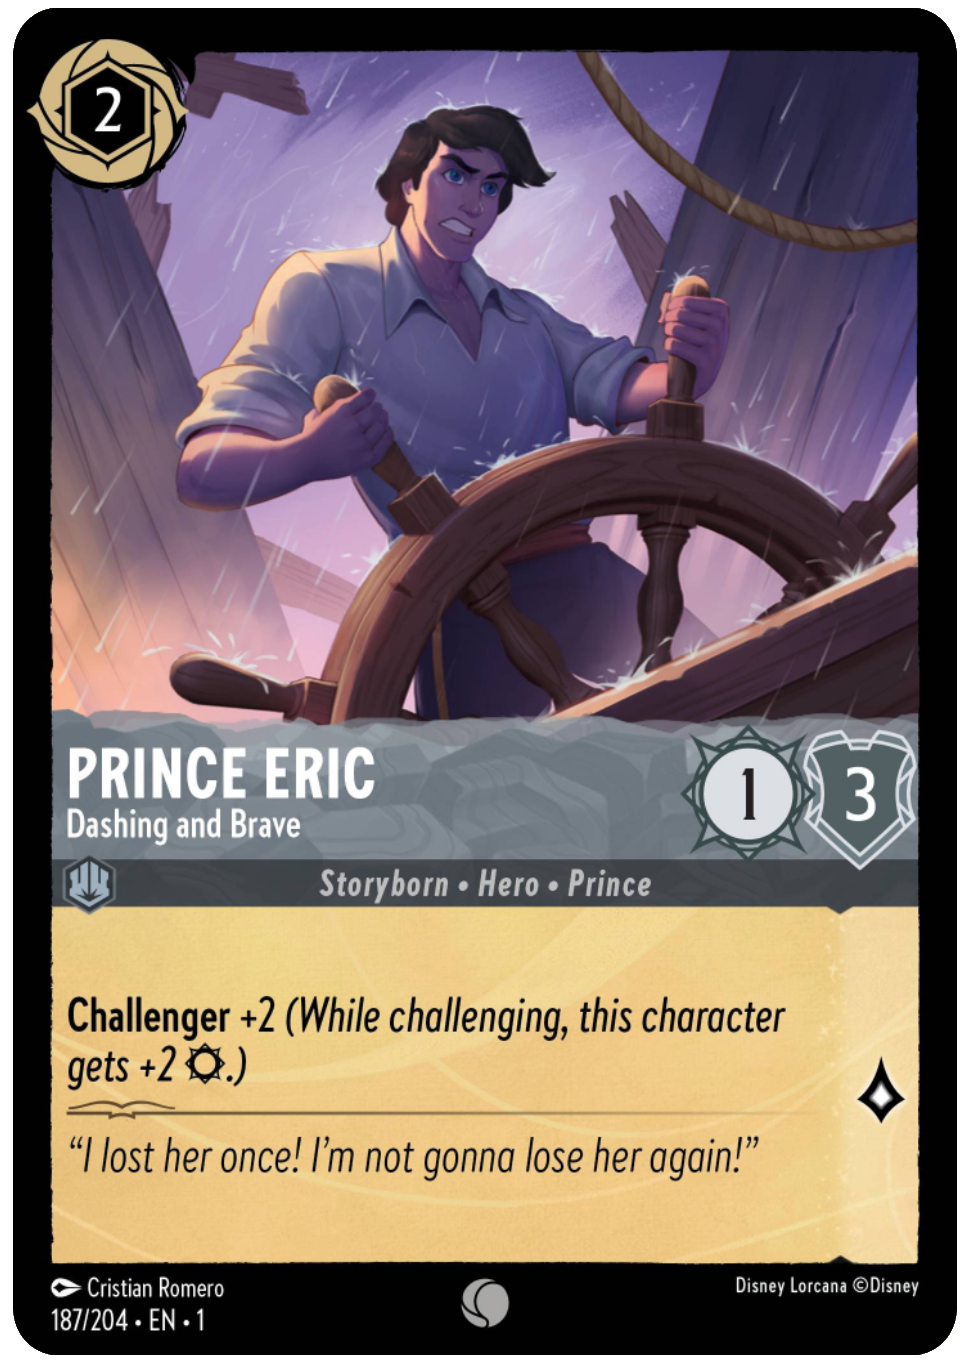 2
PRINCE ERIC
Dashing and Brave
1
3
Storyborn • Hero • Prince
Challenger +2 (While challenging, this character
gets +2 .)
“I lost her once! I’m not gonna lose her again!”
Cristian Romero
187/204 • EN • 1
Disney Lorcana ©Disney